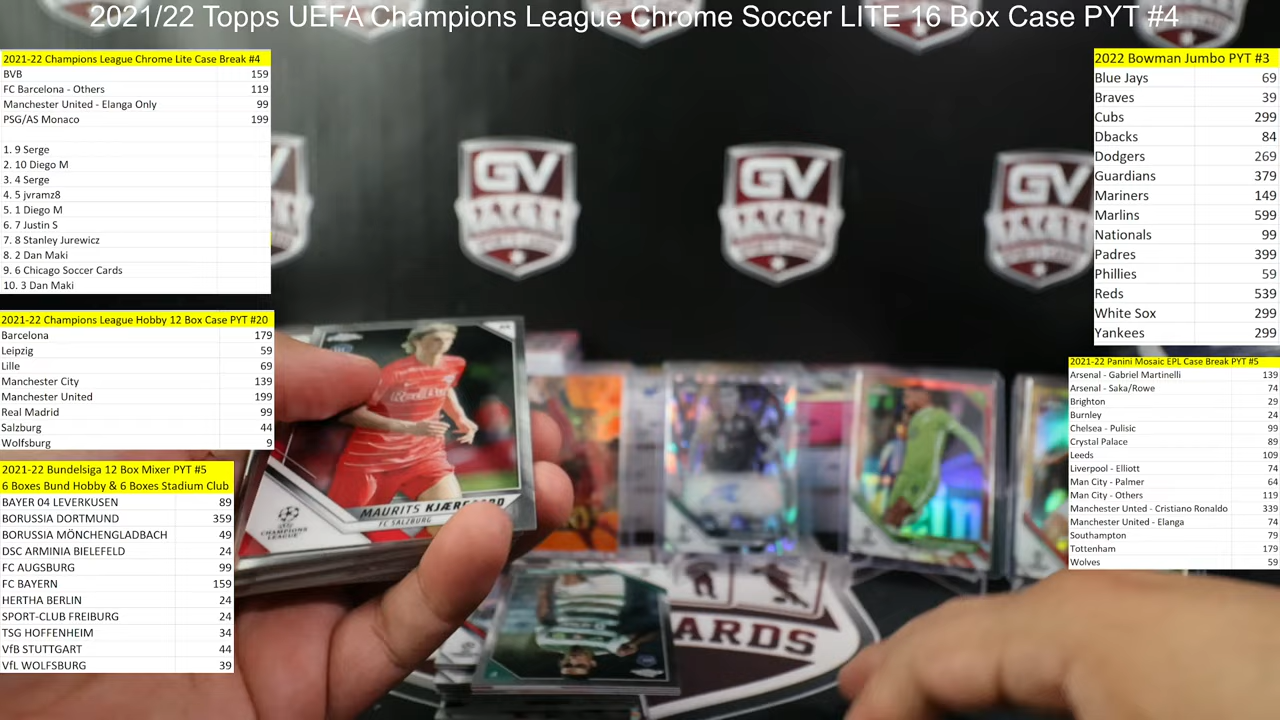 2021/22 Topps UEFA Champions League Chrome Soccer LITE 16 Box Case PYT #4
2021-22 Champions League Chrome Lite Case Break #4
BVB 159
FC Barcelona - Others 119
Manchester United - Elanga Only 99
PSG/AS Monaco 199
1. 9 Serge
2. 10 Diego M
3. 4 Serge
4. 5 jvramz8
5. 1 Diego M
6. 7 Justin S
7. 8 Stanley Jurewicz
8. 2 Dan Maki
9. 6 Chicago Soccer Cards
10. 3 Dan Maki
2021-22 Champions League Hobby 12 Box Case PYT #20
Barcelona 179
Leipzig 59
Lille 69
Manchester City 139
Manchester United 199
Real Madrid 99
Salzburg 44
Wolfsburg 9
2021-22 Bundelsiga 12 Box Mixer PYT #5
6 Boxes Bund Hobby & 6 Boxes Stadium Club
BAYER 04 LEVERKUSEN 89
BORUSSIA DORTMUND 359
BORUSSIA MÖNCHENGLADBACH 49
DSC ARMINIA BIELEFELD 24
FC AUGSBURG 99
FC BAYERN 159
HERTHA BERLIN 24
SPORT-CLUB FREIBURG 24
TSG HOFFENHEIM 34
VfB STUTTGART 44
VfL WOLFSBURG 39
2022 Bowman Jumbo PYT #3
Blue Jays 69
Braves 39
Cubs 299
Dbacks 84
Dodgers 269
Guardians 379
Mariners 149
Marlins 599
Nationals 99
Padres 399
Phillies 59
Reds 539
White Sox 299
Yankees 299
2021-22 Panini Mosaic EPL Case Break PYT #5
Arsenal - Gabriel Martinelli 139
Arsenal - Saka/Rowe 74
Brighton 29
Burnley 24
Chelsea - Pulisic 99
Crystal Palace 89
Leeds 109
Liverpool - Elliott 74
Man City - Palmer 64
Man City - Others 119
Manchester Unted - Cristiano Ronaldo 339
Manchester United - Elanga 74
Southampton 79
Tottenham 179
Wolves 59
GV
GV
GV
MAURITS
FC SALZBURG
CHAMPIONS
LEAGUE
ARDS